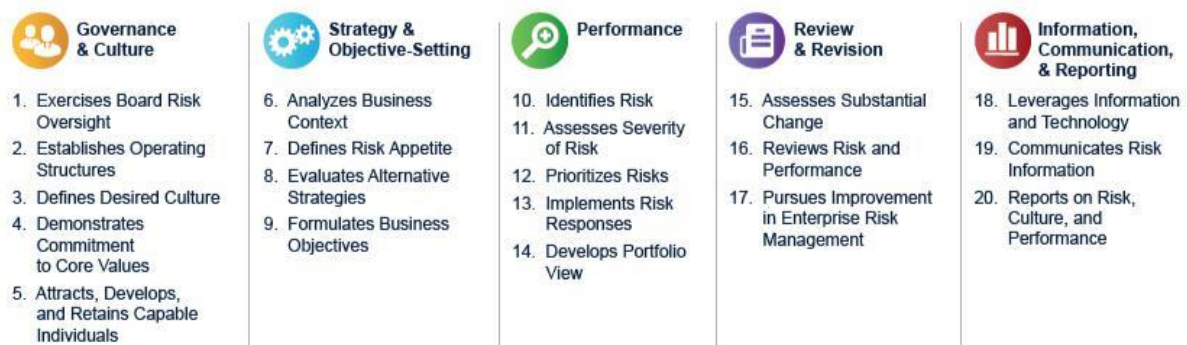 Governance
& Culture
1. Exercises Board Risk
Oversight
2. Establishes Operating
Structures
3. Defines Desired Culture
4. Demonstrates
Commitment
to Core Values
5. Attracts, Develops,
and Retains Capable
Individuals
Strategy &
Objective-Setting
6. Analyzes Business
Context
7. Defines Risk Appetite
8. Evaluates Alternative
Strategies
9. Formulates Business
Objectives
Performance
10. Identifies Risk
11. Assesses Severity
of Risk
12. Prioritizes Risks
13. Implements Risk
Responses
14. Develops Portfolio
View
Review
& Revision
15. Assesses Substantial
Change
16. Reviews Risk and
Performance
17. Pursues Improvement
in Enterprise Risk
Management
Information,
Communication,
& Reporting
18. Leverages Information
and Technology
19. Communicates Risk
Information
20. Reports on Risk,
Culture, and
Performance